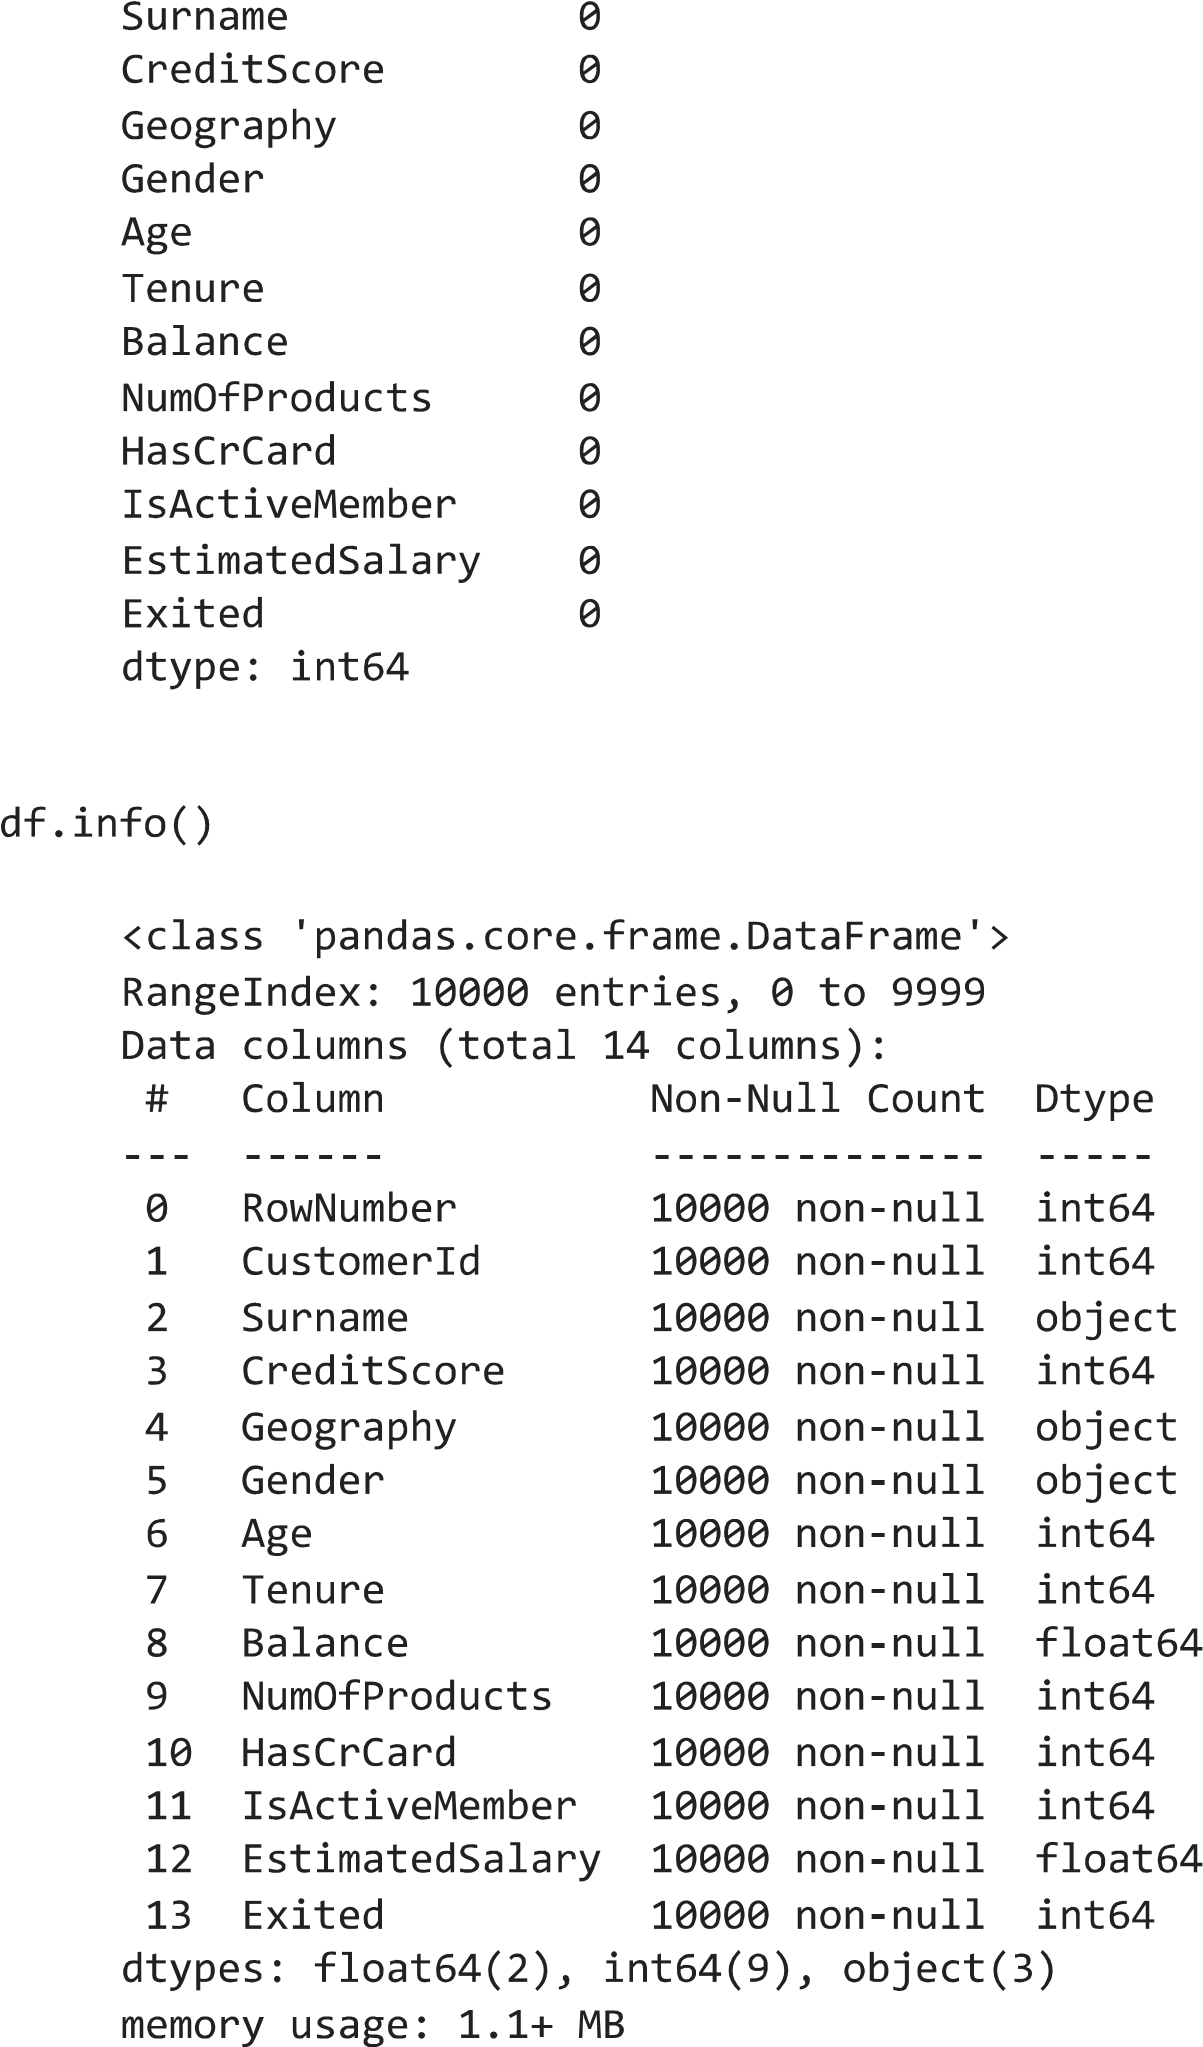 Surname            0
CreditScore        0
Geography          0
Gender             0
Age                0
Tenure             0
Balance            0
NumOfProducts      0
HasCrCard          0
IsActiveMember     0
EstimatedSalary    0
Exited             0
dtype: int64
df.info()
<class 'pandas.core.frame.DataFrame'>
RangeIndex: 10000 entries, 0 to 9999
Data columns (total 14 columns):
 #   Column           Non-Null Count  Dtype
---  ------           --------------  -----
 0   RowNumber        10000 non-null  int64
 1   CustomerId       10000 non-null  int64
 2   Surname          10000 non-null  object
 3   CreditScore      10000 non-null  int64
 4   Geography        10000 non-null  object
 5   Gender           10000 non-null  object
 6   Age              10000 non-null  int64
 7   Tenure           10000 non-null  int64
 8   Balance          10000 non-null  float64
 9   NumOfProducts    10000 non-null  int64
 10  HasCrCard        10000 non-null  int64
 11  IsActiveMember   10000 non-null  int64
 12  EstimatedSalary  10000 non-null  float64
 13  Exited           10000 non-null  int64
dtypes: float64(2), int64(9), object(3)
memory usage: 1.1+ MB